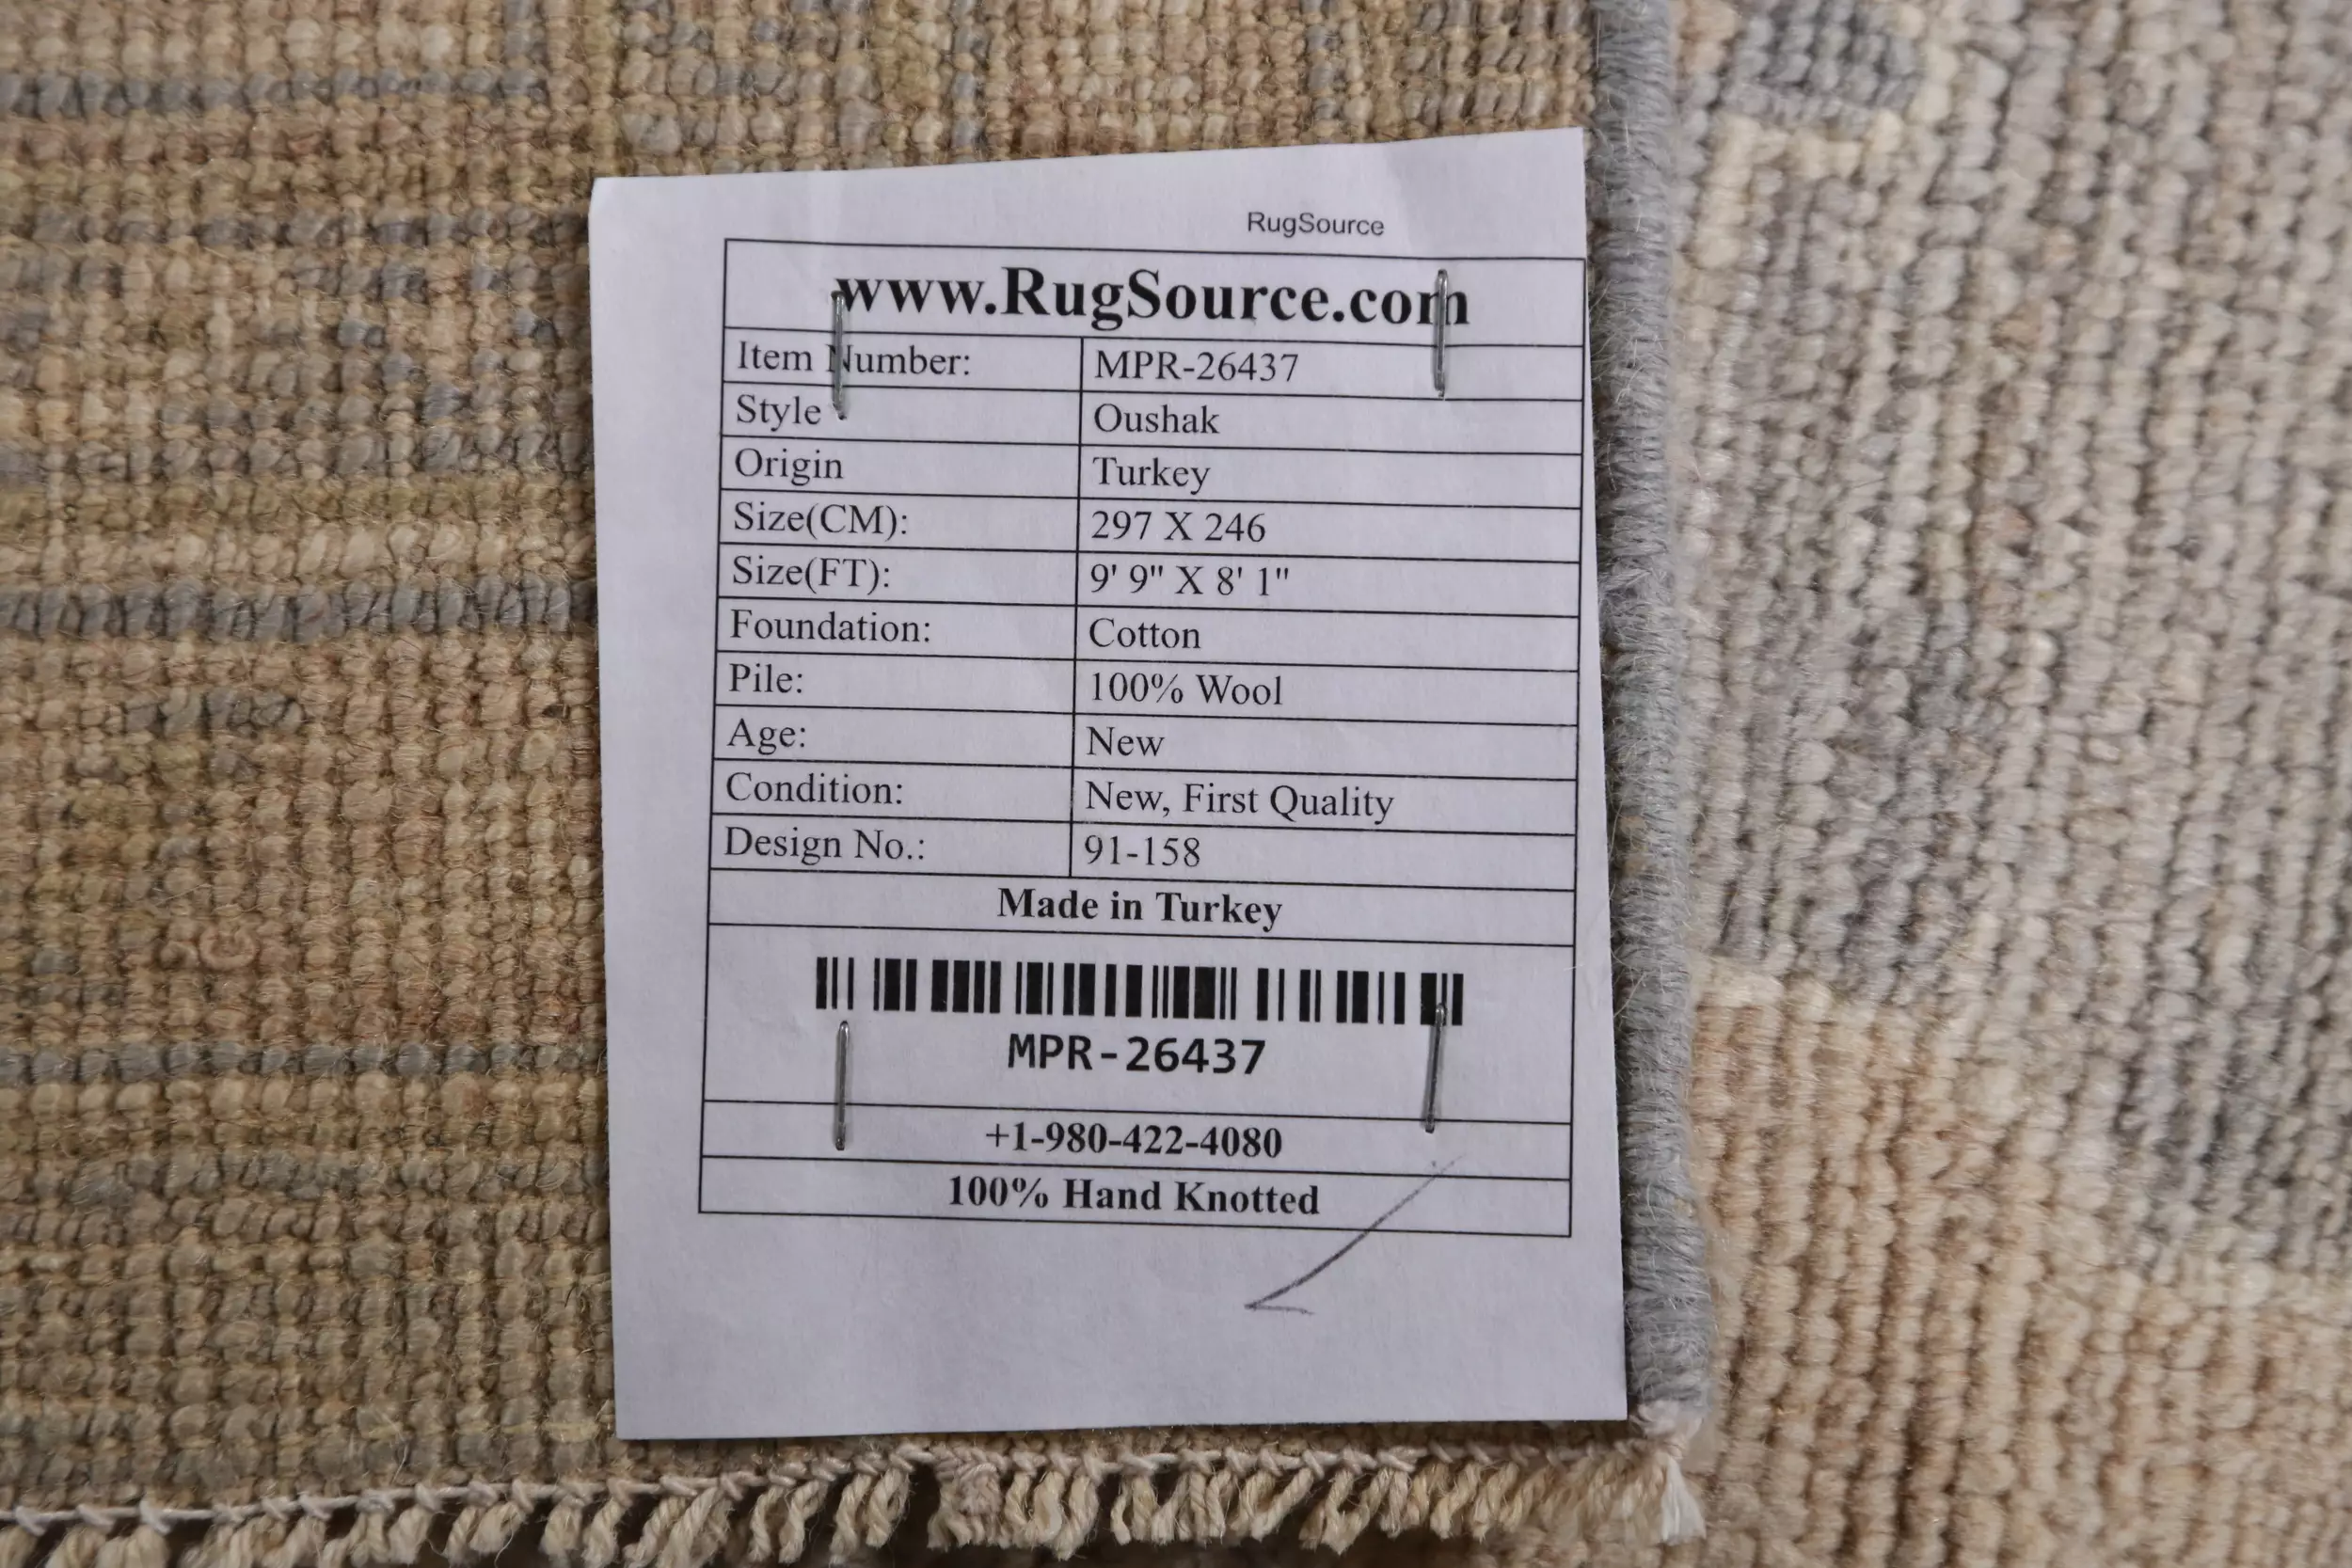 RugSource
www.RugSource.com
Item Number: MPR-26437
Style Oushak
Origin Turkey
Size(CM): 297 X 246
Size(FT): 9' 9" X 8' 1"
Foundation: Cotton
Pile: 100% Wool
Age: New
Condition: New, First Quality
Design No.: 91-158
Made in Turkey
MPR-26437
+1-980-422-4080
100% Hand Knotted